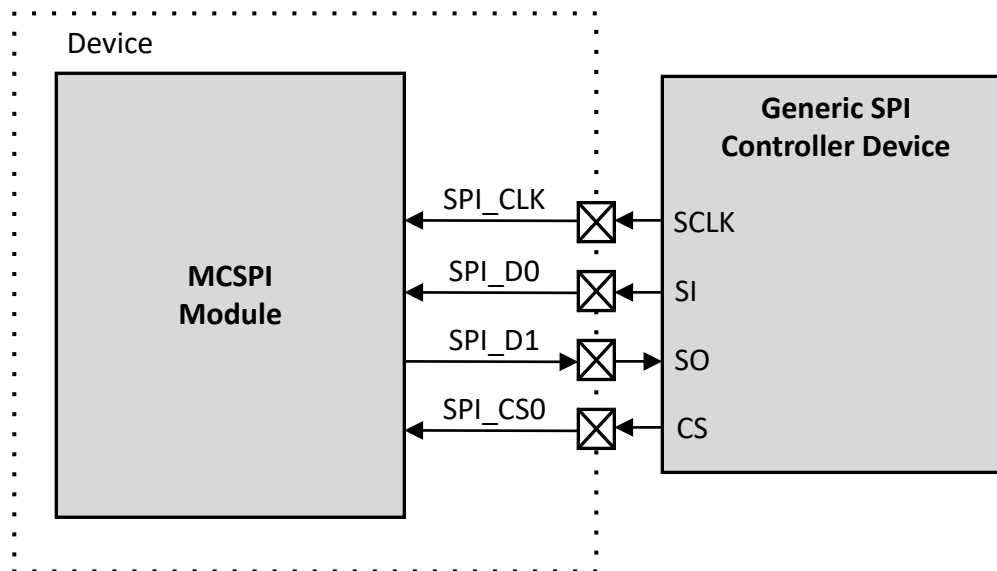 Device
Generic SPI
Controller Device
SPI_CLK
SCLK
MCSPI
Module
SPI_D0
SI
SPI_D1
SO
SPI_CS0
CS